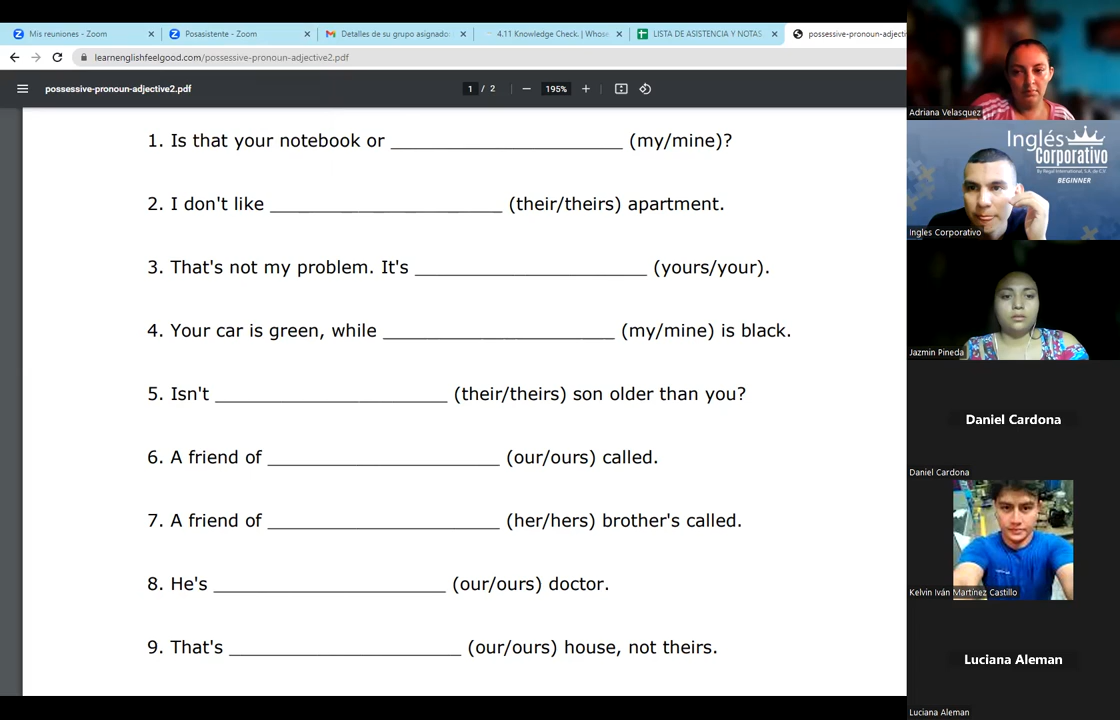 Mis reuniones - Zoom
Posasistente - Zoom
Detalles de su grupo asignado
4.11 Knowledge Check. | Whose
LISTA DE ASISTENCIA Y NOTAS
possessive-pronoun-adjecti
learnenglishfeelgood.com/possessive-pronoun-adjective2.pdf
possessive-pronoun-adjective2.pdf
1 / 2
195%
1. Is that your notebook or ______________________ (my/mine)?
2. I don't like ______________________ (their/theirs) apartment.
3. That's not my problem. It's ______________________ (yours/your).
4. Your car is green, while ______________________ (my/mine) is black.
5. Isn't ______________________ (their/theirs) son older than you?
6. A friend of ______________________ (our/ours) called.
7. A friend of ______________________ (her/hers) brother's called.
8. He's ______________________ (our/ours) doctor.
9. That's ______________________ (our/ours) house, not theirs.
Adriana Velasquez
Inglés
Corporativo
BEGINNER
Ingles Corporativo
Jazmin Pineda
Daniel Cardona
Daniel Cardona
Kelvin Iván Martínez Castillo
Luciana Aleman
Luciana Aleman